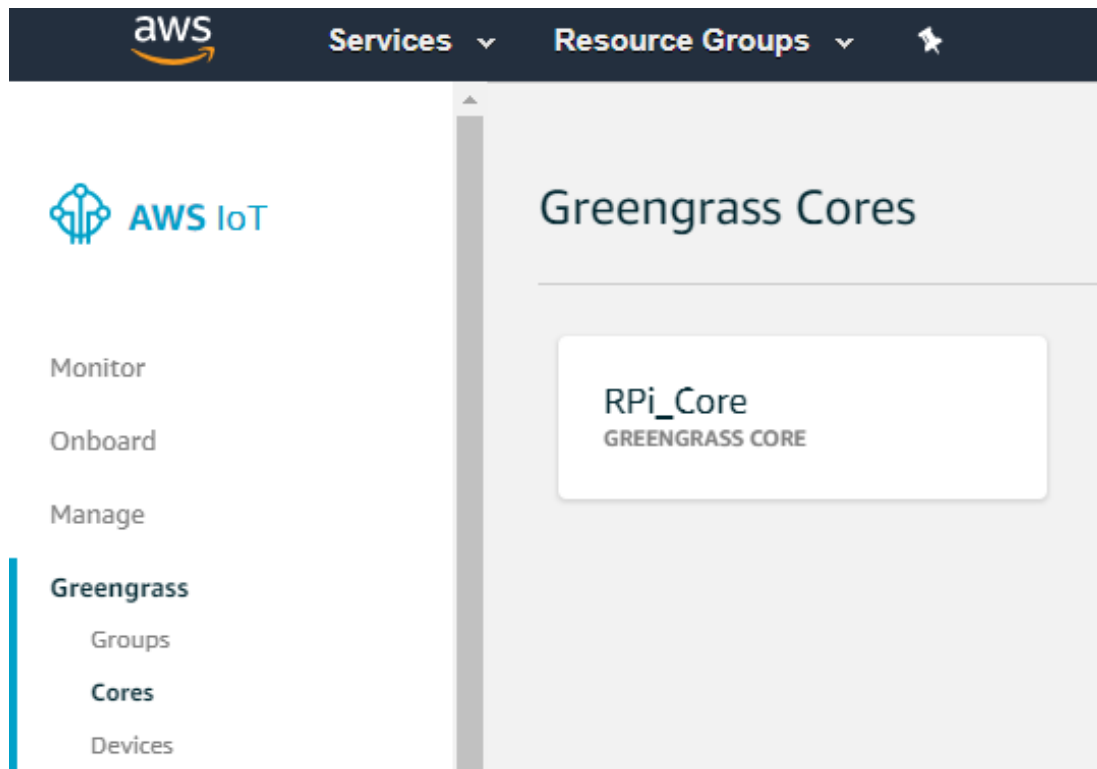 aws Services Resource Groups
AWS IoT
Greengrass Cores
Monitor
Onboard
Manage
Greengrass
Groups
Cores
Devices
RPi_Core
GREENGRASS CORE